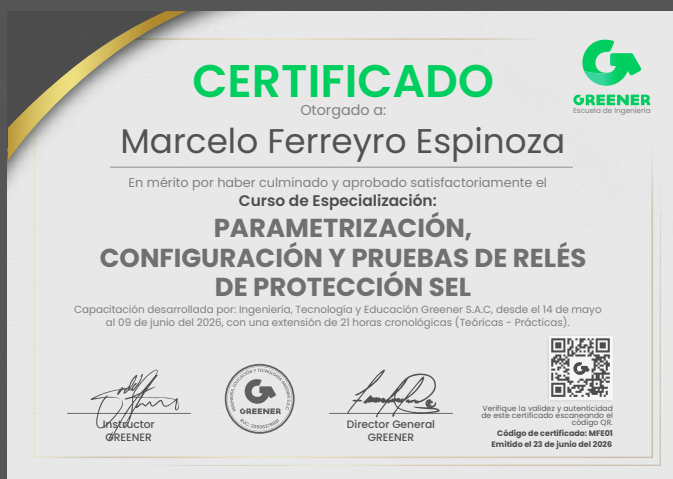 CERTIFICADO
GREENER
Escuela de Ingeniería
Otorgado a:
Marcelo Ferreyro Espinoza
En mérito por haber culminado y aprobado satisfactoriamente el
Curso de Especialización:
PARAMETRIZACIÓN,
CONFIGURACIÓN Y PRUEBAS DE RELÉS
DE PROTECCIÓN SEL
Capacitación desarrollada por: Ingeniería, Tecnología y Educación Greener S.A.C, desde el 14 de mayo
al 09 de junio del 2026, con una extensión de 21 horas cronológicas (Teóricas - Prácticas).
Instructor
GREENER
GREENER
Director General
GREENER
Verifique la validez y autenticidad
de este certificado escaneando el
código QR.
Código de certificado: MFE01
Emitido el 23 de junio del 2026